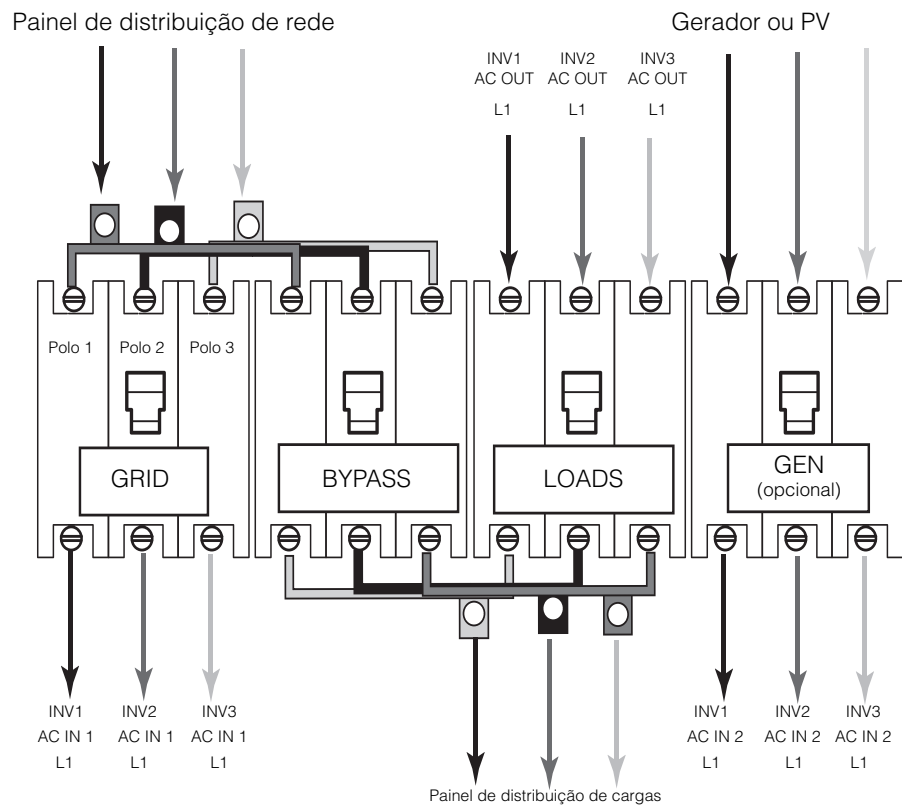 Painel de distribuição de rede
Gerador ou PV
INV1
AC OUT
L1
INV2
AC OUT
L1
INV3
AC OUT
L1
Polo 1
Polo 2
Polo 3
GRID
BYPASS
LOADS
GEN
(opcional)
INV1
AC IN 1
L1
INV2
AC IN 1
L1
INV3
AC IN 1
L1
INV1
AC IN 2
L1
INV2
AC IN 2
L1
INV3
AC IN 2
L1
Painel de distribuição de cargas